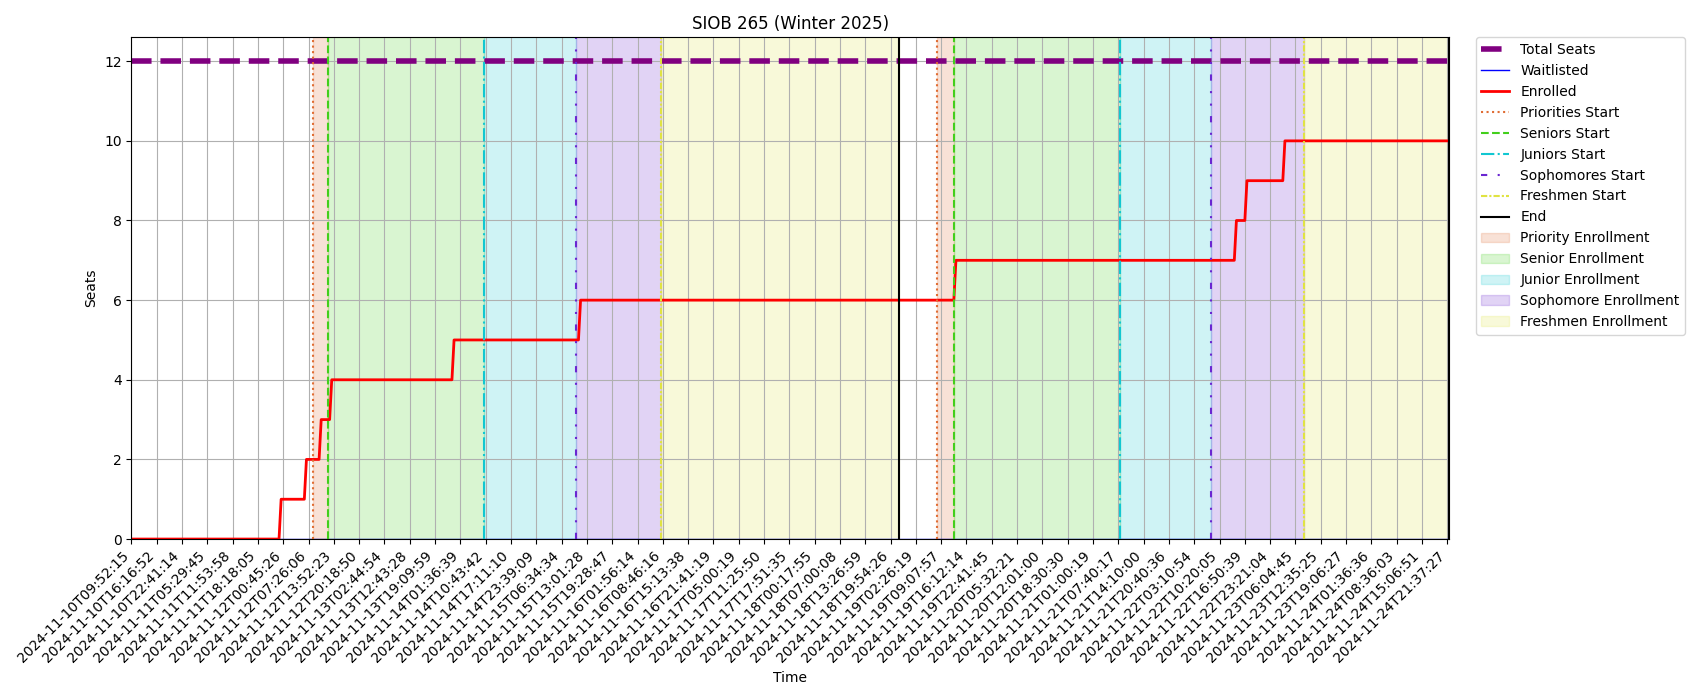 SIOB 265 (Winter 2025)
Seats
12
10
8
6
4
2
0
2024-11-10T09:52:15
2024-11-10T16:16:52
2024-11-10T22:41:14
2024-11-11T05:29:45
2024-11-11T11:53:58
2024-11-11T18:18:05
2024-11-12T00:45:26
2024-11-12T07:26:06
2024-11-12T13:52:23
2024-11-12T20:18:50
2024-11-13T02:44:54
2024-11-13T12:43:28
2024-11-13T19:09:59
2024-11-14T01:36:39
2024-11-14T10:43:42
2024-11-14T17:11:10
2024-11-14T23:39:09
2024-11-15T06:34:34
2024-11-15T13:01:28
2024-11-15T19:28:47
2024-11-16T01:56:14
2024-11-16T08:46:16
2024-11-16T15:13:38
2024-11-16T21:41:19
2024-11-17T05:00:19
2024-11-17T11:25:50
2024-11-17T17:51:35
2024-11-18T00:17:55
2024-11-18T07:00:08
2024-11-18T13:26:59
2024-11-18T19:54:26
2024-11-19T02:26:19
2024-11-19T09:07:57
2024-11-19T16:12:14
2024-11-19T22:41:45
2024-11-20T05:32:21
2024-11-20T12:01:00
2024-11-20T18:30:30
2024-11-21T01:00:19
2024-11-21T07:40:17
2024-11-21T14:10:00
2024-11-21T20:40:36
2024-11-22T03:10:54
2024-11-22T10:20:05
2024-11-22T16:50:39
2024-11-22T23:21:04
2024-11-23T06:04:45
2024-11-23T12:35:25
2024-11-23T19:06:27
2024-11-24T01:36:36
2024-11-24T08:36:03
2024-11-24T15:06:51
2024-11-24T21:37:27
Time
Total Seats
Waitlisted
Enrolled
Priorities Start
Seniors Start
Juniors Start
Sophomores Start
Freshmen Start
End
Priority Enrollment
Senior Enrollment
Junior Enrollment
Sophomore Enrollment
Freshmen Enrollment